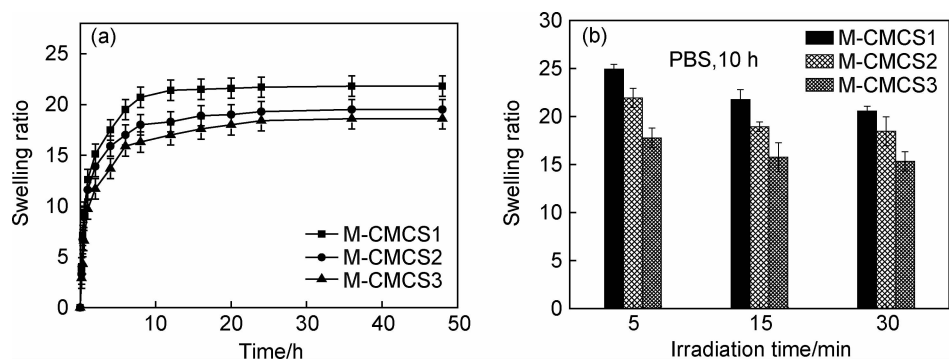 (a)
Swelling ratio
30
25
20
15
10
5
0
M-CMCS1
M-CMCS2
M-CMCS3
10
20
30
40
50
Time/h
(b)
PBS,10 h
M-CMCS1
M-CMCS2
M-CMCS3
Swelling ratio
30
25
20
15
10
5
0
5
15
30
Irradiation time/min